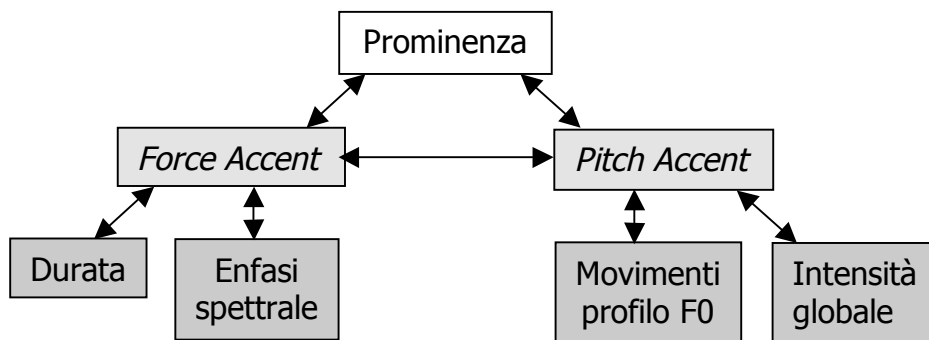 Prominenza
Force Accent
Pitch Accent
Durata
Enfasi
spettrale
Movimenti
profilo F0
Intensità
globale